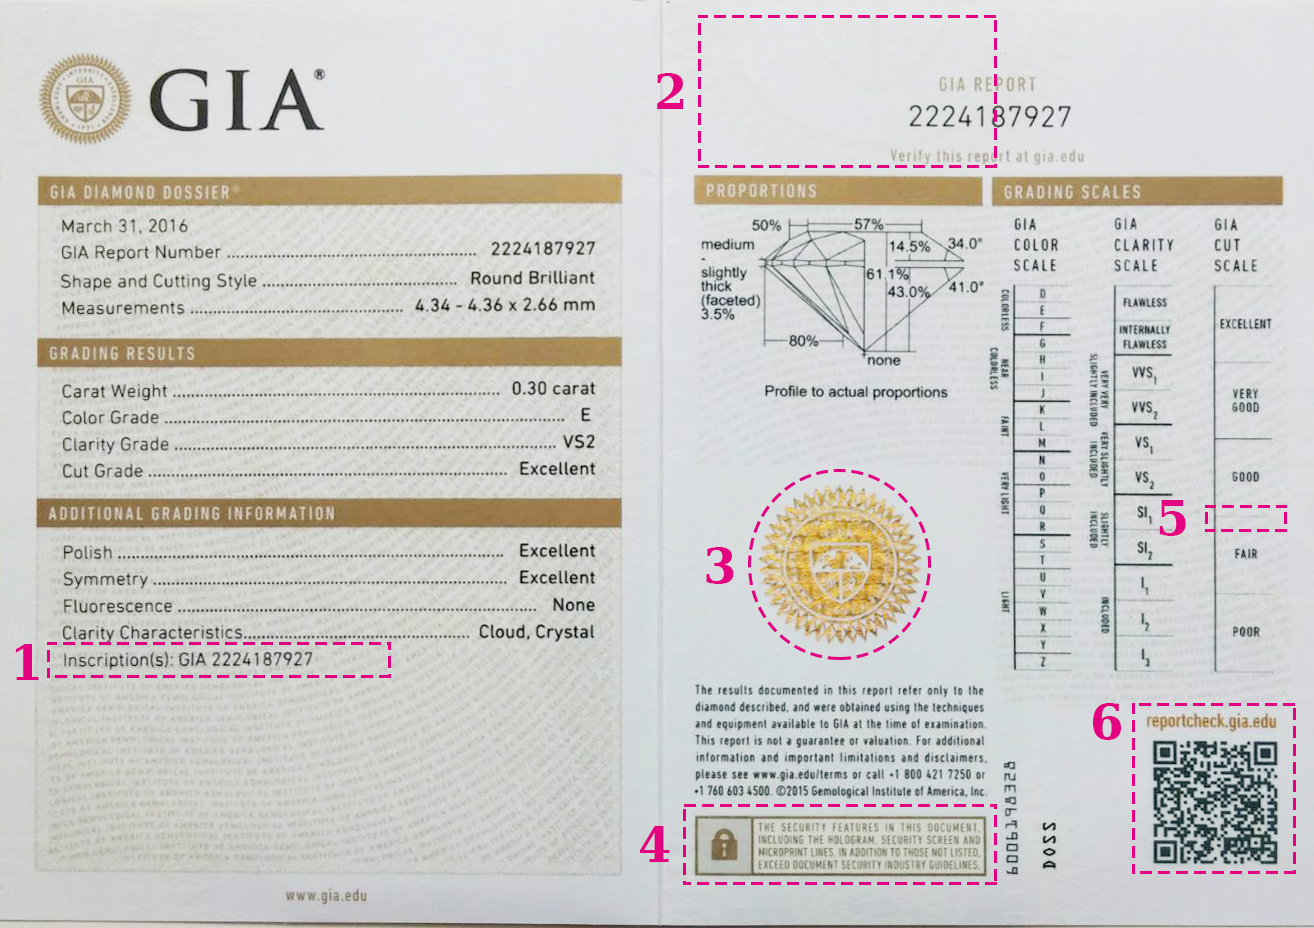 GIA®
GIA DIAMOND DOSSIER®
March 31, 2016
GIA Report Number 2224187927
Shape and Cutting Style Round Brilliant
Measurements 4.34 - 4.36 x 2.66 mm
GRADING RESULTS
Carat Weight 0.30 carat
Color Grade E
Clarity Grade VS2
Cut Grade Excellent
ADDITIONAL GRADING INFORMATION
Polish Excellent
Symmetry Excellent
Fluorescence None
Clarity Characteristics Cloud, Crystal
1
Inscription(s): GIA 2224187927
www.gia.edu
2
GIA REPORT
2224187927
Verify this report at gia.edu
PROPORTIONS
50%
57%
medium
-
slightly
thick
(faceted)
3.5%
14.5%
34.0°
61.1%
43.0%
41.0°
80%
none
Profile to actual proportions
3
The results documented in this report refer only to the
diamond described, and were obtained using the techniques
and equipment available to GIA at the time of examination.
This report is not a guarantee or valuation. For additional
information and important limitations and disclaimers,
please see www.gia.edu/terms or call +1 800 421 7250 or
+1 760 603 4500. ©2015 Gemological Institute of America, Inc.
4
THE SECURITY FEATURES IN THIS DOCUMENT,
INCLUDING THE HOLOGRAM, SECURITY SCREEN AND
MICROPRINT LINES, IN ADDITION TO THOSE NOT LISTED,
EXCEED DOCUMENT SECURITY INDUSTRY GUIDELINES.
GRADING SCALES
GIA
COLOR
SCALE
COLORLESS
D
E
F
NEAR
COLORLESS
G
H
I
J
FAINT
K
L
M
VERY LIGHT
N
O
P
Q
R
LIGHT
S
T
U
V
W
X
Y
Z
GIA
CLARITY
SCALE
FLAWLESS
INTERNALLY
FLAWLESS
VERY VERY
SLIGHTLY INCLUDED
VVS1
VVS2
VERY SLIGHTLY
INCLUDED
VS1
VS2
SLIGHTLY
INCLUDED
SI1
SI2
INCLUDED
I1
I2
I3
GIA
CUT
SCALE
EXCELLENT
VERY
GOOD
GOOD
5
FAIR
POOR
6
reportcheck.gia.edu